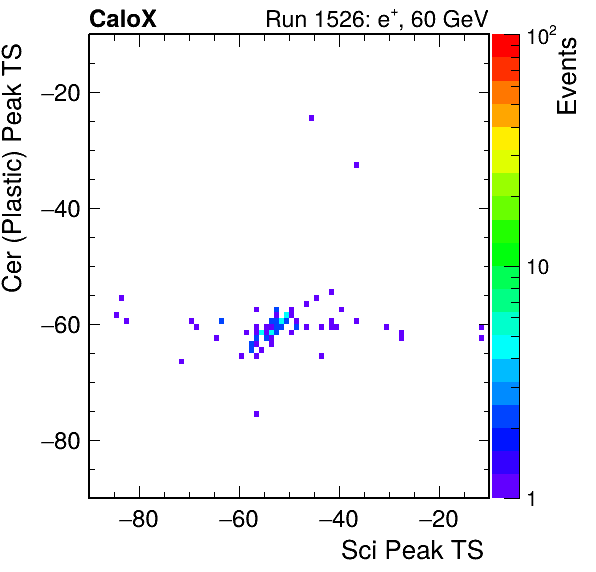 CaloX Run 1526: e⁺, 60 GeV
Cer (Plastic) Peak TS
−20
−40
−60
−80
−80 −60 −40 −20
Sci Peak TS
10²
10
1
Events